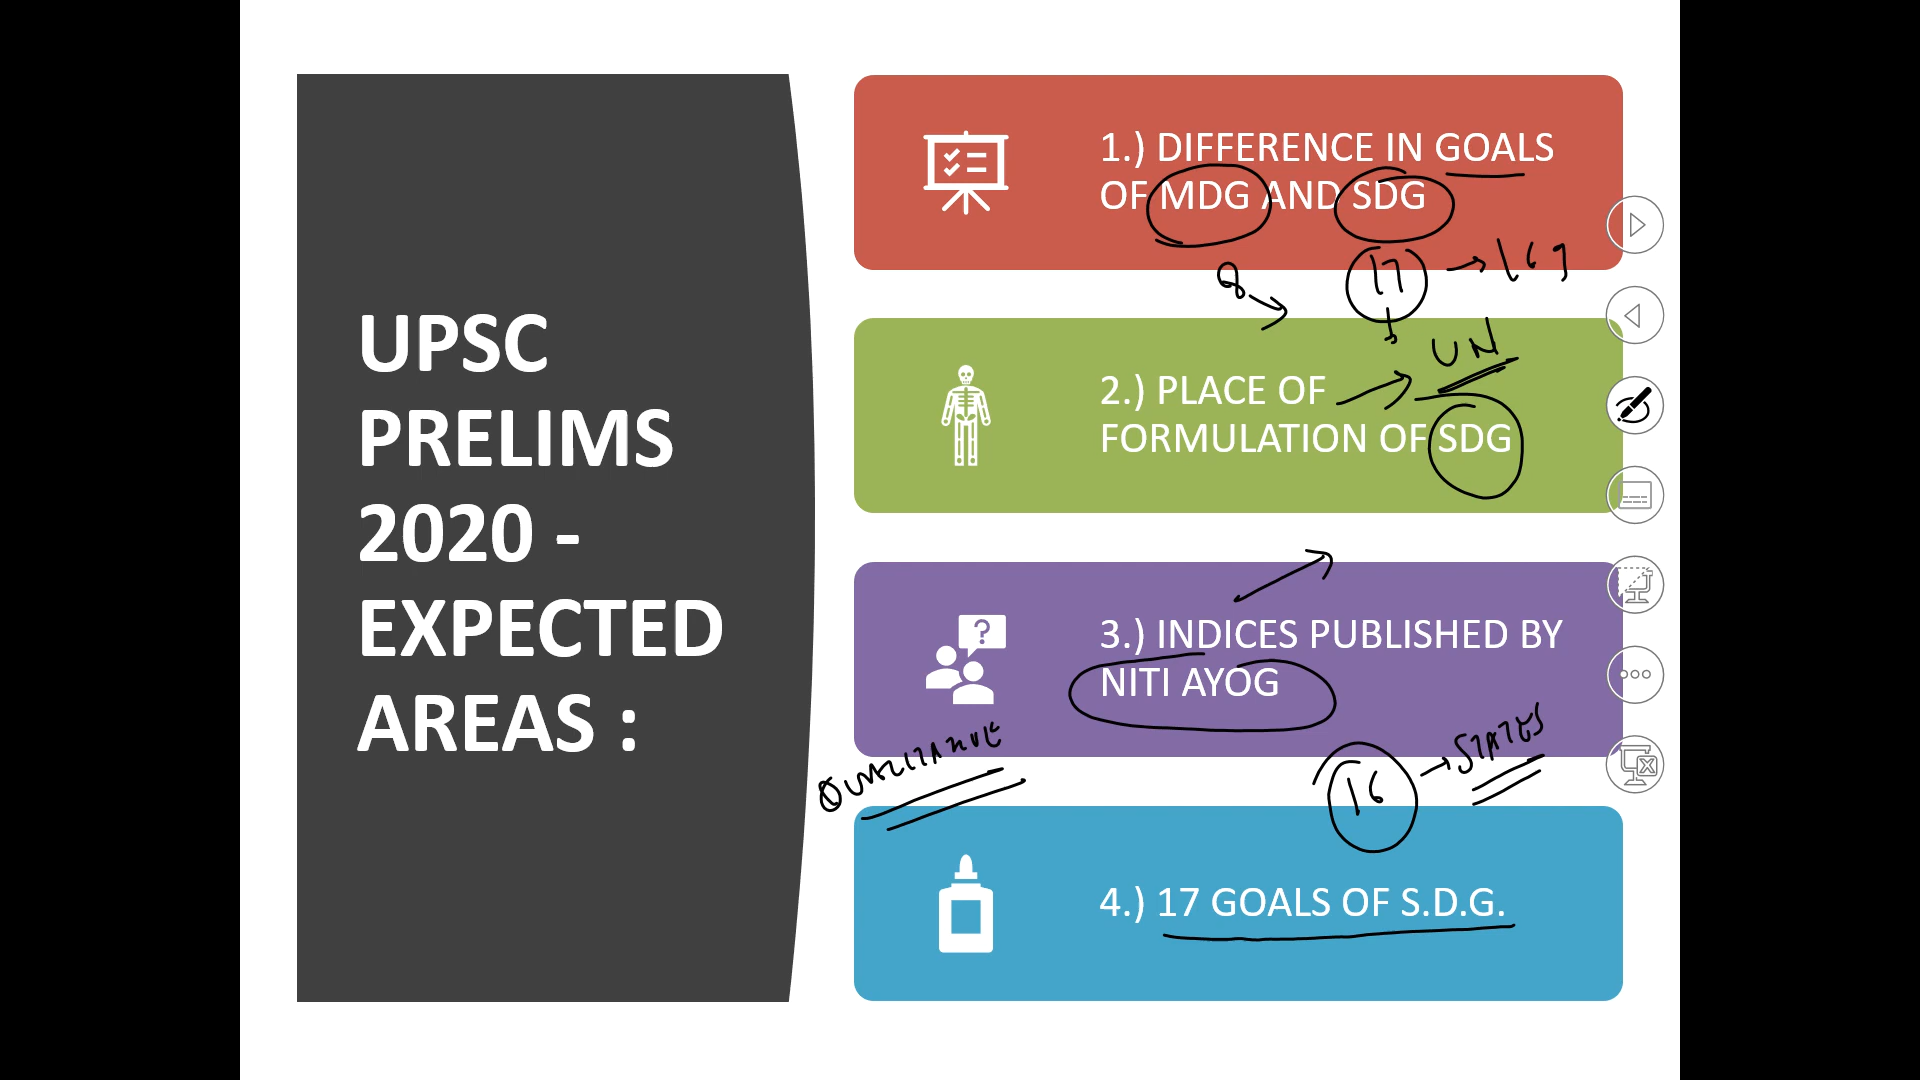 UPSC
PRELIMS
2020 -
EXPECTED
AREAS :
1.) DIFFERENCE IN GOALS
OF MDG AND SDG
8
17 → 169
UN
2.) PLACE OF
FORMULATION OF SDG
3.) INDICES PUBLISHED BY
NITI AYOG
?
16 → STATES
4.) 17 GOALS OF S.D.G.